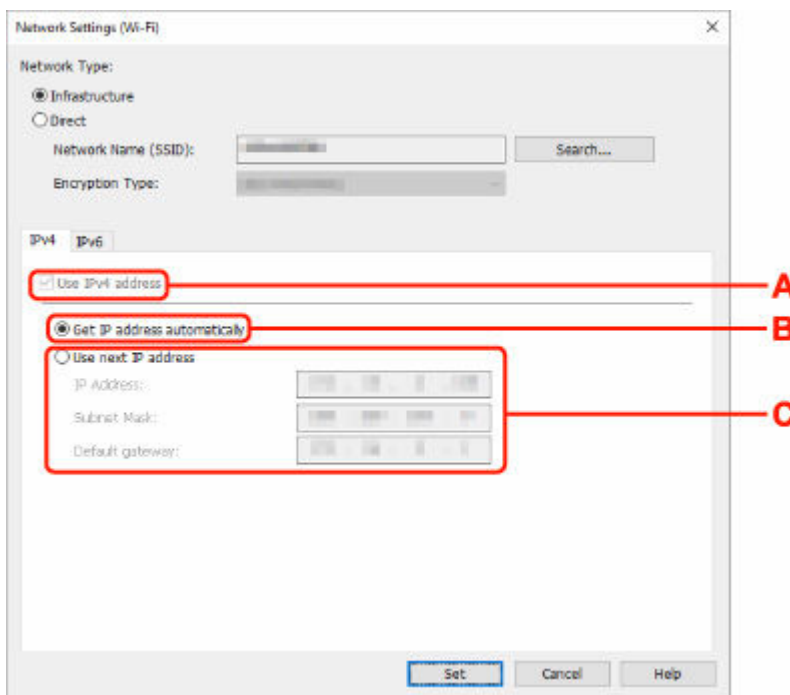 Network Settings (Wi-Fi)
Network Type:
Infrastructure
Direct
Network Name (SSID):
Search....
Encryption Type:
IPv4 IPv6
Use IPv4 address
A
Get IP address automatically
B
Use next IP address
IP Address:
Subnet Mask:
C
Default gateway:
Set Cancel Help